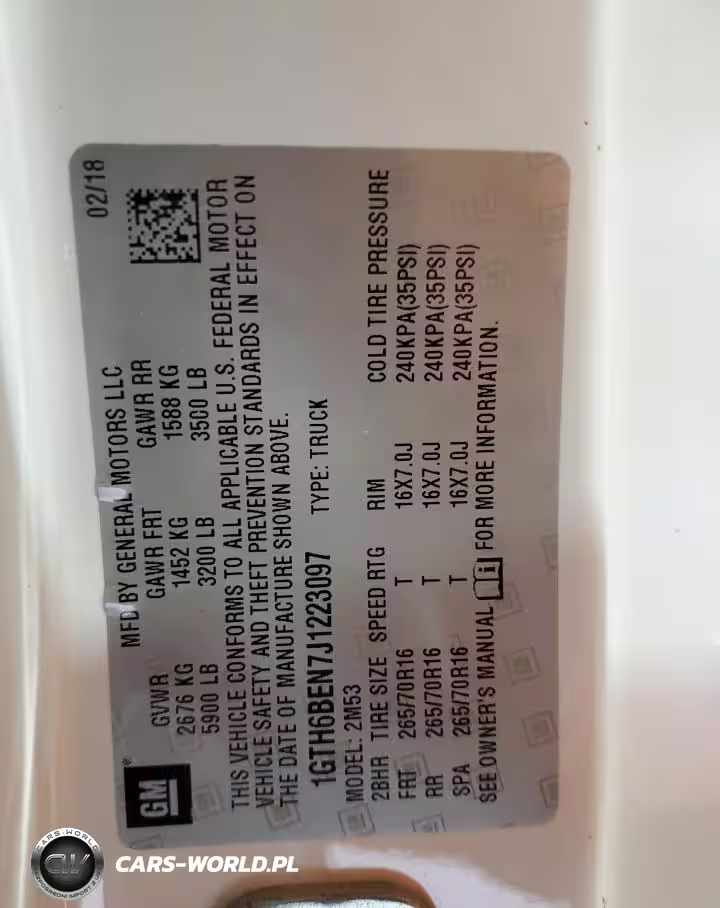 GM®
MFD BY GENERAL MOTORS LLC 02/18
GVWR GAWR FRT GAWR RR
2676 KG 1452 KG 1588 KG
5900 LB 3200 LB 3500 LB
THIS VEHICLE CONFORMS TO ALL APPLICABLE U.S. FEDERAL MOTOR
VEHICLE SAFETY AND THEFT PREVENTION STANDARDS IN EFFECT ON
THE DATE OF MANUFACTURE SHOWN ABOVE.
1GTH6BEN7J1223097 TYPE: TRUCK
MODEL: 2M53
2BHR TIRE SIZE SPEED RTG RIM COLD TIRE PRESSURE
FRT 265/70R16 T 16X7.0J 240KPA(35PSI)
RR 265/70R16 T 16X7.0J 240KPA(35PSI)
SPA 265/70R16 T 16X7.0J 240KPA(35PSI)
SEE OWNER'S MANUAL i FOR MORE INFORMATION.
CARS-WORLD
CW
CARS-WORLD.PL